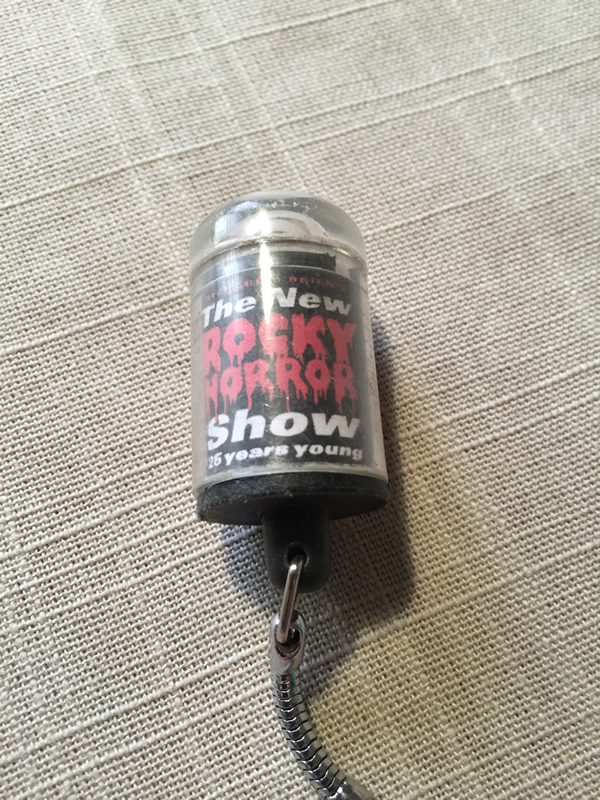 The New
ROCKY
HORROR
Show
25 years young